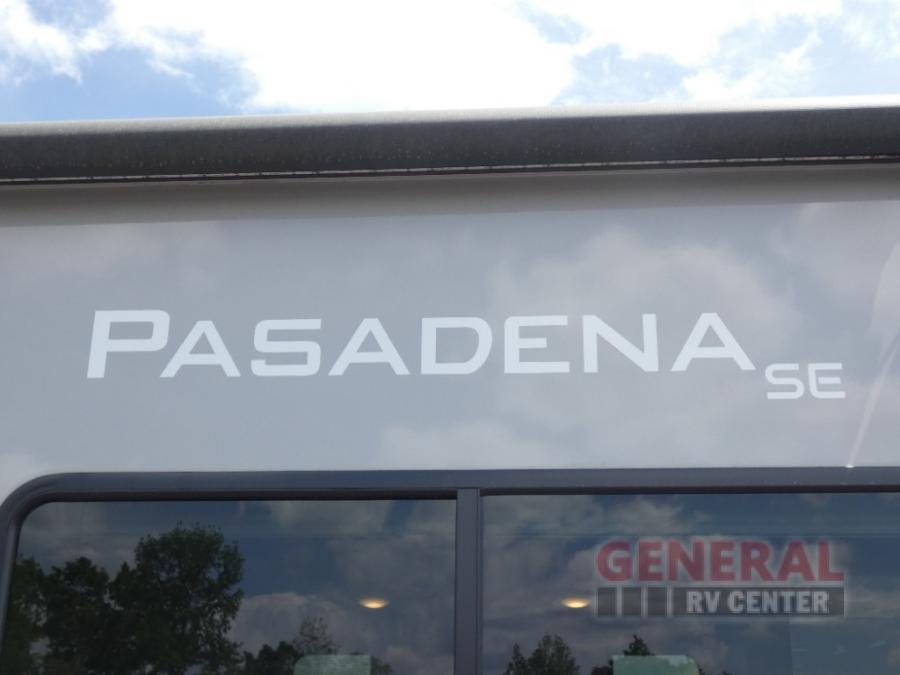 PASADENA SE
GENERAL
RV CENTER